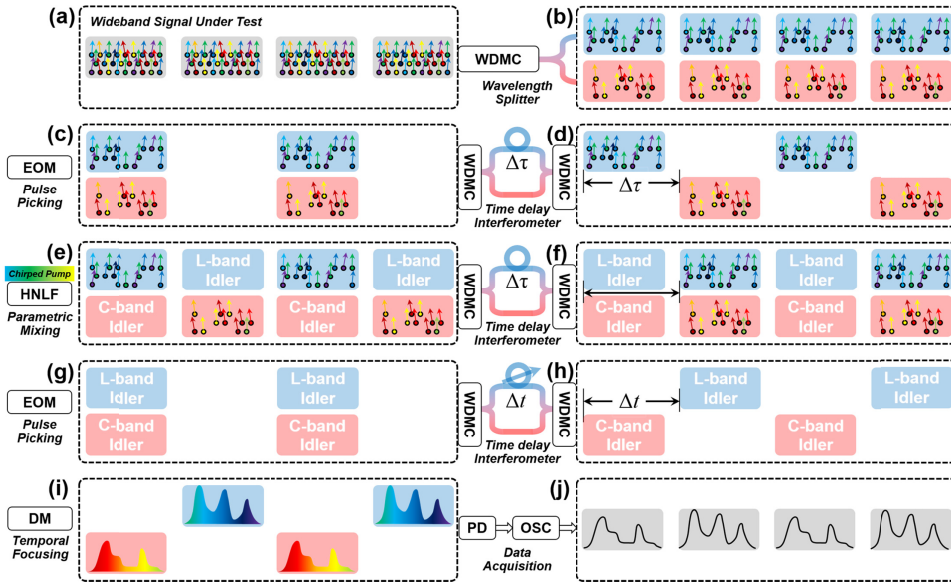 (a)
Wideband Signal Under Test
WDMC
Wavelength
Splitter
(b)
EOM
Pulse
Picking
(c)
WDMC
Δτ
WDMC
Time delay
Interferometer
(d)
Δτ
Chirped Pump
HNLF
Parametric
Mixing
(e)
L-band
Idler
L-band
Idler
C-band
Idler
C-band
Idler
WDMC
Δτ
WDMC
Time delay
Interferometer
(f)
L-band
Idler
L-band
Idler
C-band
Idler
C-band
Idler
EOM
Pulse
Picking
(g)
L-band
Idler
L-band
Idler
C-band
Idler
C-band
Idler
WDMC
Δt
WDMC
Time delay
Interferometer
(h)
Δt
L-band
Idler
L-band
Idler
C-band
Idler
C-band
Idler
DM
Temporal
Focusing
(i)
PD
OSC
Data
Acquisition
(j)